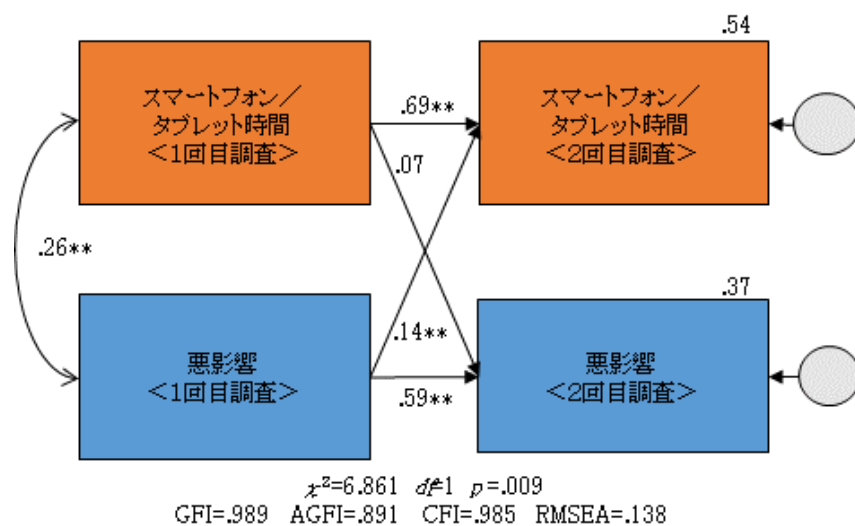 .54
スマートフォン／
タブレット時間
＜1回目調査＞
.69**
スマートフォン／
タブレット時間
＜2回目調査＞
.07
.26**
.37
悪影響
＜1回目調査＞
.14**
.59**
悪影響
＜2回目調査＞
χ²=6.861 df=1 p=.009
GFI=.989 AGFI=.891 CFI=.985 RMSEA=.138